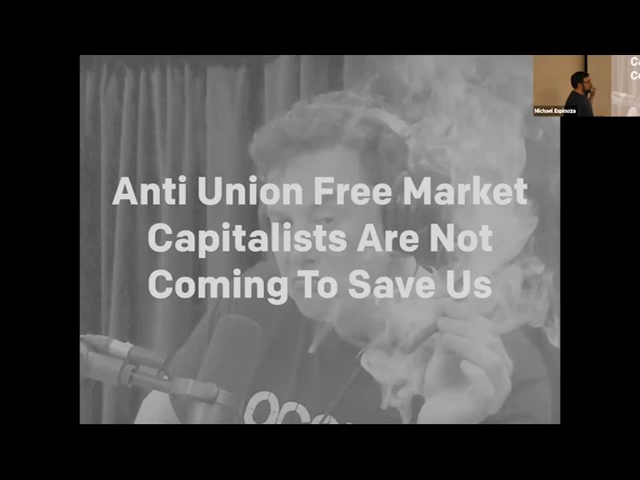 Anti Union Free Market
Capitalists Are Not
Coming To Save Us
Michael Espinoza